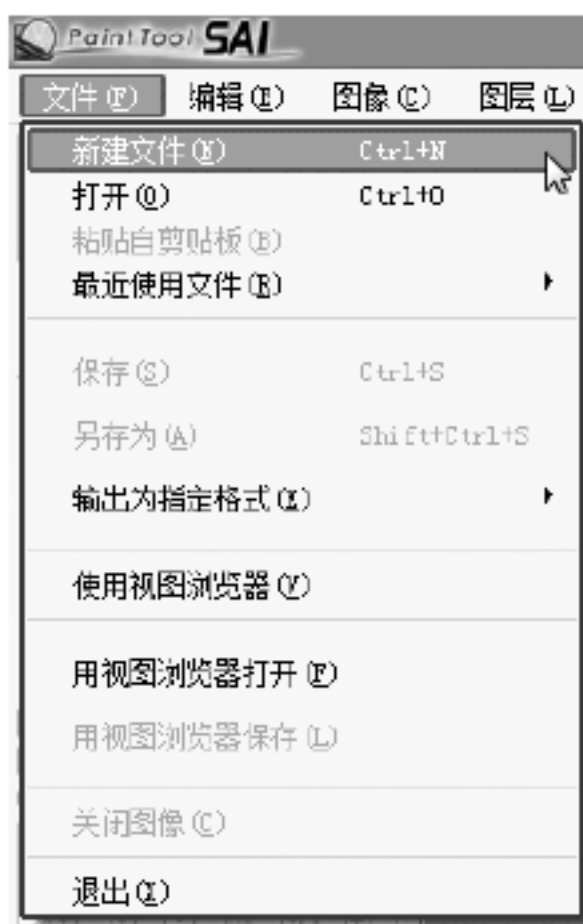 PaintTool SAI
文件(F) 编辑(E) 图像(C) 图层(L)
新建文件(N) Ctrl+N
打开(O) Ctrl+O
粘贴自剪贴板(B)
最近使用文件(R)
保存(S) Ctrl+S
另存为(A) Shift+Ctrl+S
输出为指定格式(X)
使用视图浏览器(V)
用视图浏览器打开(F)
用视图浏览器保存(L)
关闭图像(C)
退出(X)